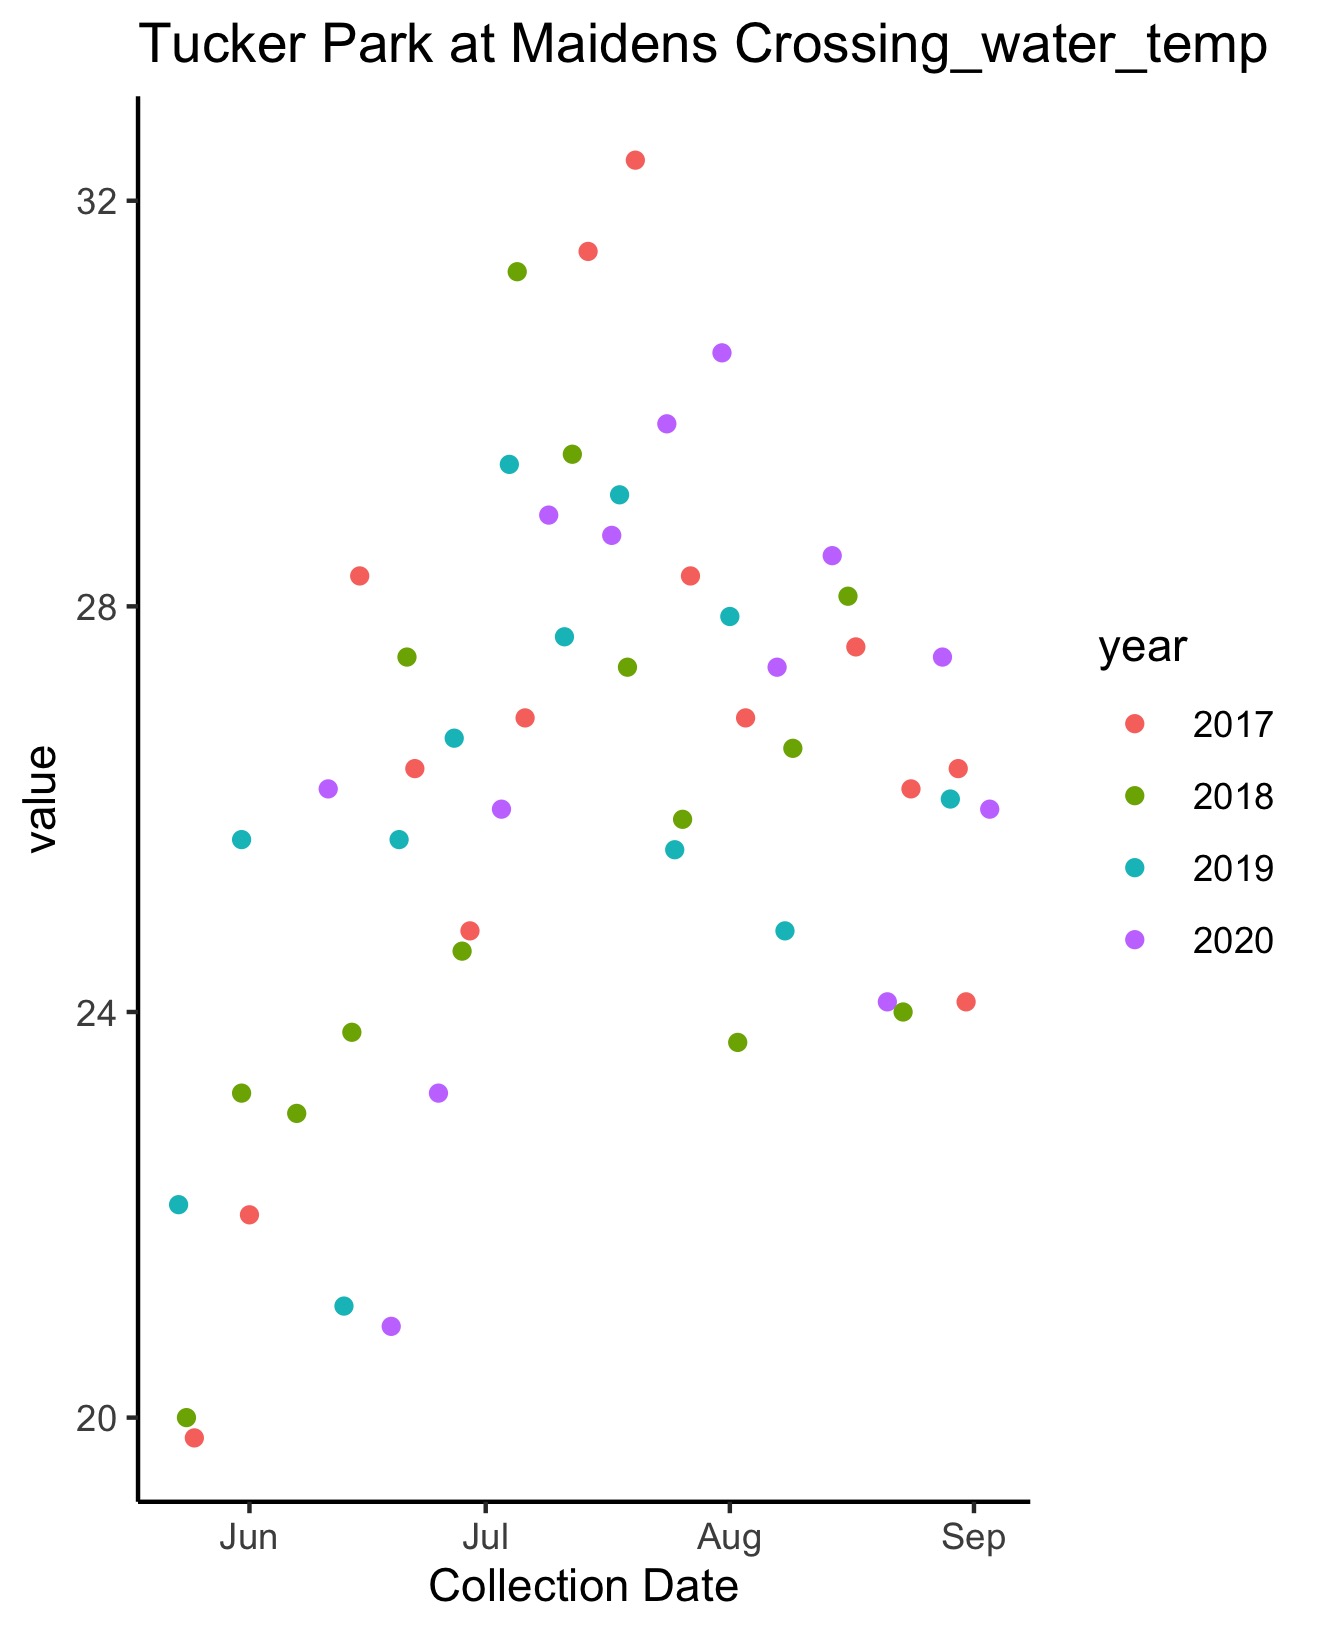 Tucker Park at Maidens Crossing_water_temp
32
28
24
20
value
Jun Jul Aug Sep
Collection Date
year
2017
2018
2019
2020